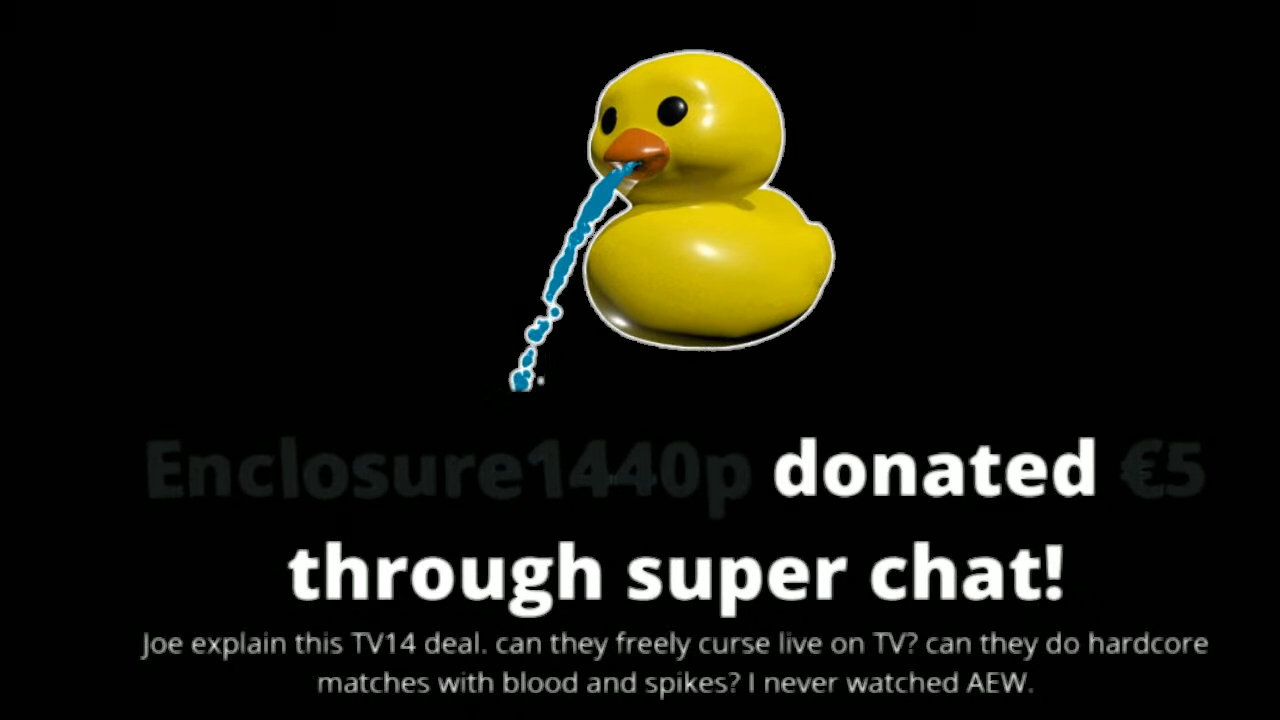 Enclosure1440p donated €5
through super chat!
Joe explain this TV14 deal. can they freely curse live on TV? can they do hardcore
matches with blood and spikes? I never watched AEW.